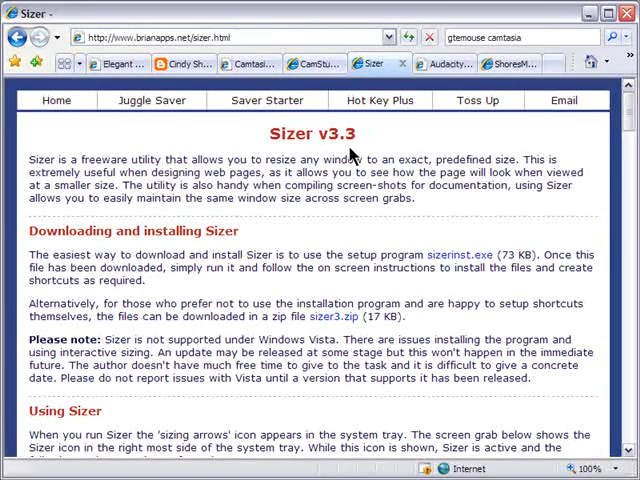 Sizer -
http://www.brianapps.net/sizer.html
gtemouse camtasia
Elegant ...
Cindy Sh...
Camtasi...
CamStu...
Sizer
Audacity...
ShoresM...
Home
Juggle Saver
Saver Starter
Hot Key Plus
Toss Up
Email
Sizer v3.3
Sizer is a freeware utility that allows you to resize any window to an exact, predefined size. This is
extremely useful when designing web pages, as it allows you to see how the page will look when viewed
at a smaller size. The utility is also handy when compiling screen-shots for documentation, using Sizer
allows you to easily maintain the same window size across screen grabs.
Downloading and installing Sizer
The easiest way to download and install Sizer is to use the setup program sizerinst.exe (73 KB). Once this
file has been downloaded, simply run it and follow the on screen instructions to install the files and create
shortcuts as required.
Alternatively, for those who prefer not to use the installation program and are happy to setup shortcuts
themselves, the files can be downloaded in a zip file sizer3.zip (17 KB).
Please note: Sizer is not supported under Windows Vista. There are issues installing the program and
using interactive sizing. An update may be released at some stage but this won't happen in the immediate
future. The author doesn't have much free time to give to the task and it is difficult to give a concrete
date. Please do not report issues with Vista until a version that supports it has been released.
Using Sizer
When you run Sizer the 'sizing arrows' icon appears in the system tray. The screen grab below shows the
Sizer icon in the right most side of the system tray. While this icon is shown, Sizer is active and the
Internet
100%